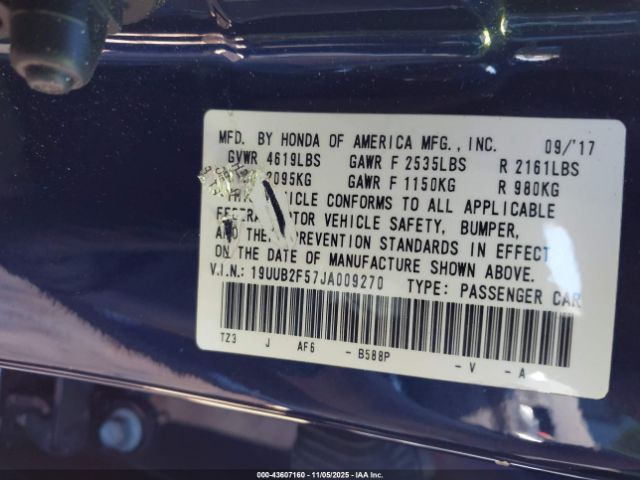 MFD. BY HONDA OF AMERICA MFG., INC. 09/'17
GVWR 4619LBS GAWR F 2535LBS R 2161LBS
2095KG GAWR F 1150KG R 980KG
VEHICLE CONFORMS TO ALL APPLICABLE
MOTOR VEHICLE SAFETY, BUMPER,
AND PREVENTION STANDARDS IN EFFECT
ON THE DATE OF MANUFACTURE SHOWN ABOVE.
V.I.N.: 19UUB2F57JA009270 TYPE: PASSENGER CAR
TZ3 J AF6 - B588P - V - A
000-43607160 - 11/05/2025 - IAA Inc.